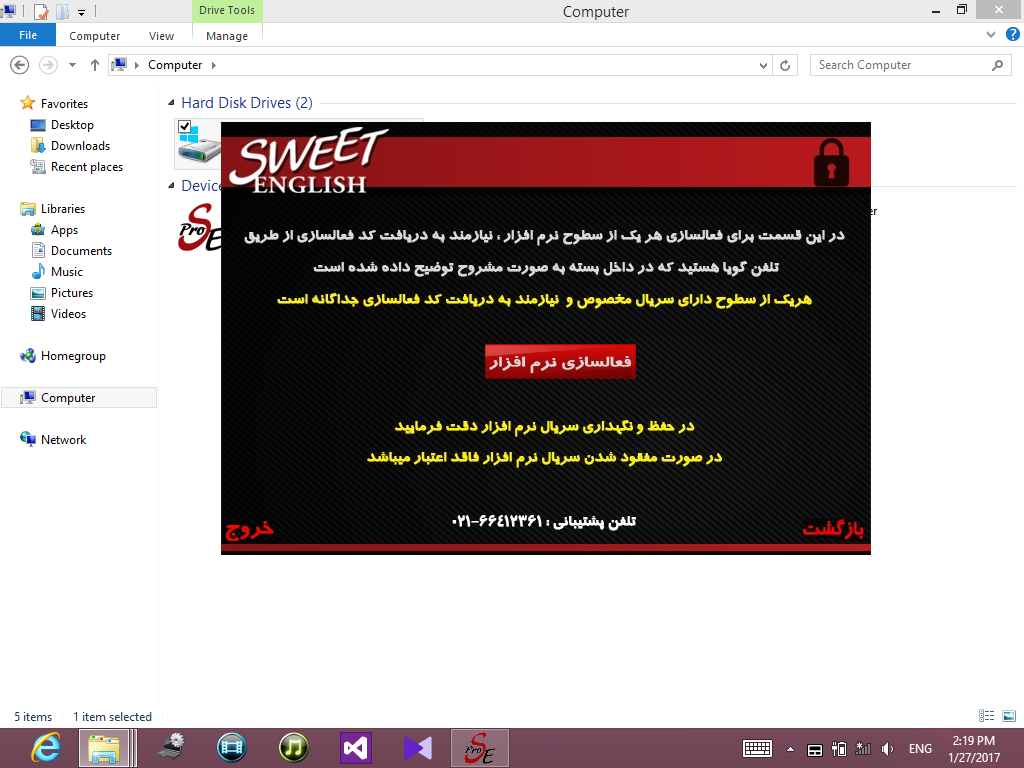 Drive Tools
Computer
File
Computer
View
Manage
Computer
Search Computer
Favorites
Desktop
Downloads
Recent places
Libraries
Apps
Documents
Music
Pictures
Videos
Homegroup
Computer
Network
Hard Disk Drives (2)
Device
Pro SE
er
SWEET
ENGLISH
در این قسمت برای فعالسازی هر یک از سطوح نرم افزار ، نیازمند به دریافت کد فعالسازی از طریق
تلفن گویا هستید که در داخل بسته به صورت مشروح توضیح داده شده است
هریک از سطوح دارای سریال مخصوص و نیازمند به دریافت کد فعالسازی جداگانه است
فعالسازی نرم افزار
در حفظ و نگهداری سریال نرم افزار دقت فرمایید
در صورت مفقود شدن سریال نرم افزار فاقد اعتبار میباشد
تلفن پشتیبانی : ۶۶۴۱۲۳۶۱-۰۲۱
بازگشت
خروج
5 items
1 item selected
Pro SE
ENG
2:19 PM
1/27/2017